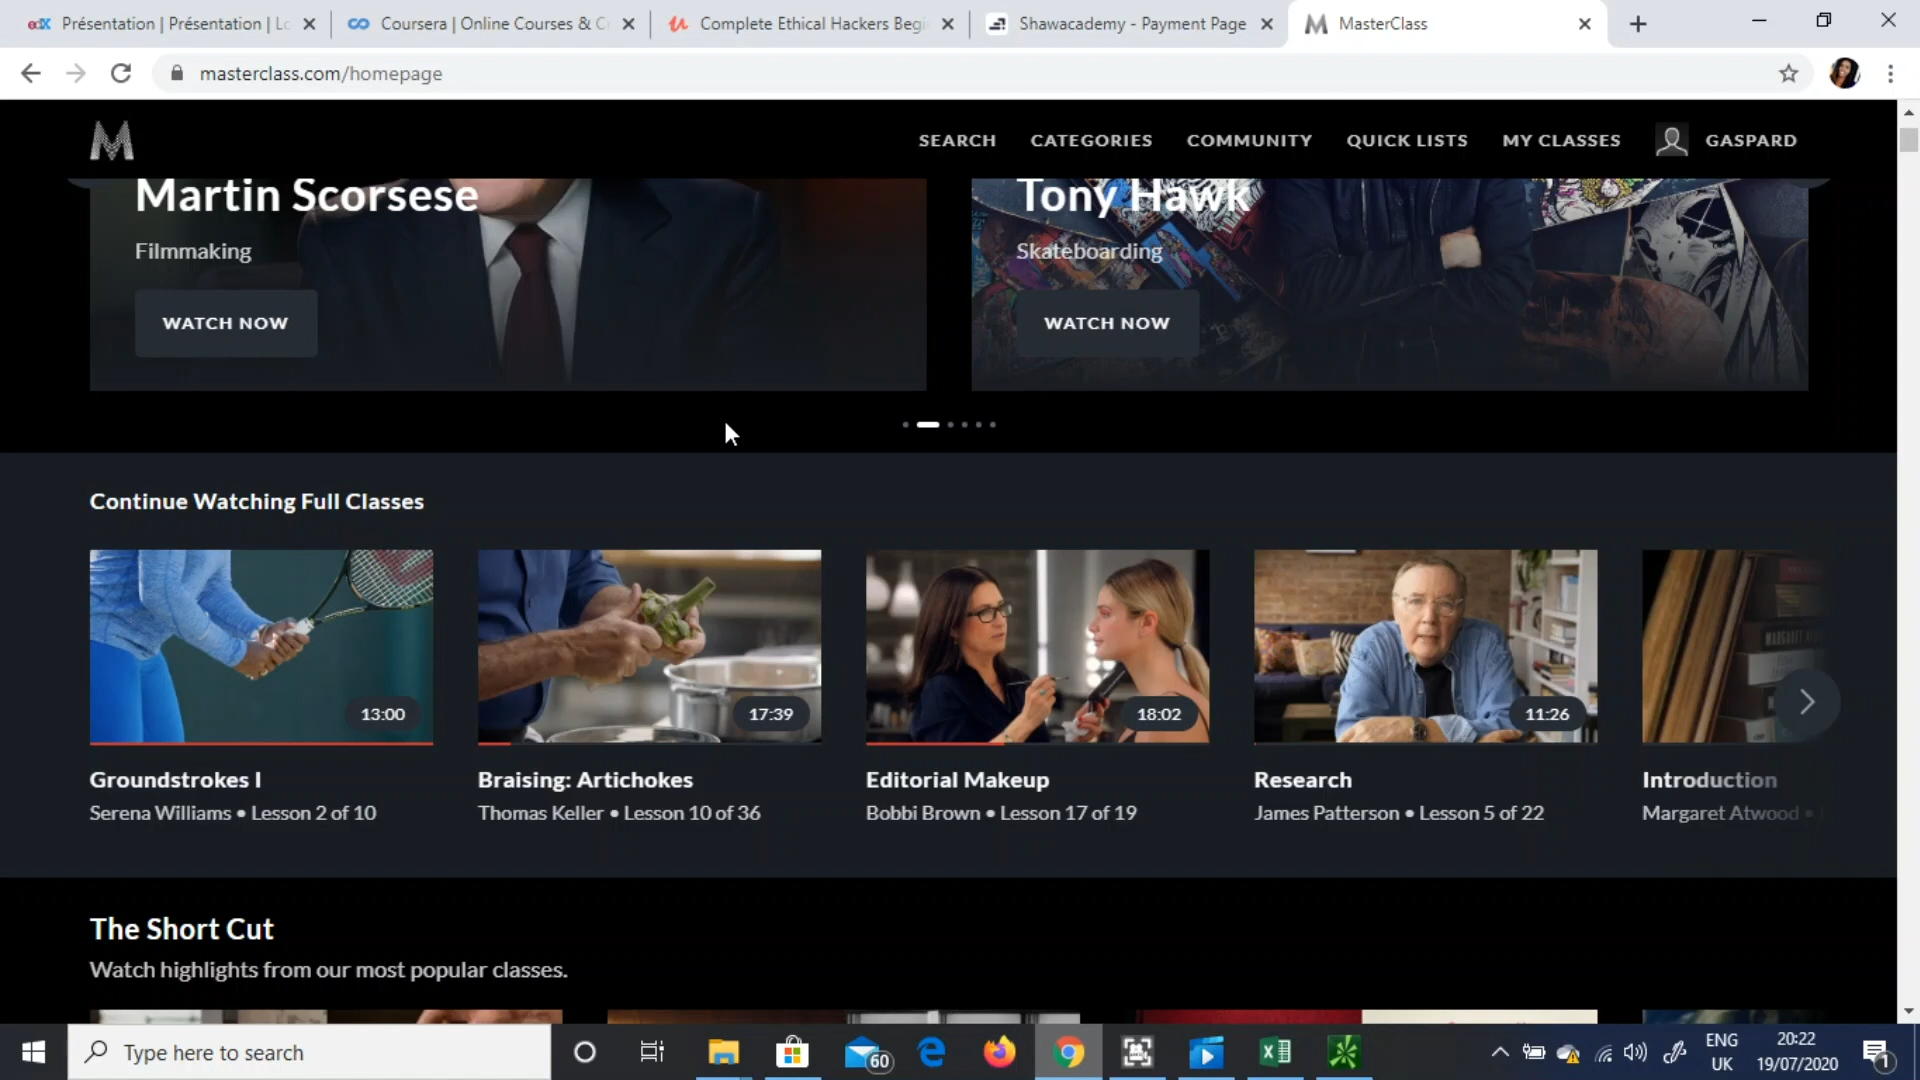 edX Présentation | Présentation | Lo
Coursera | Online Courses & C
Complete Ethical Hackers Begi
Shawacademy - Payment Page
MasterClass
masterclass.com/homepage
SEARCH CATEGORIES COMMUNITY QUICK LISTS MY CLASSES GASPARD
Martin Scorsese
Filmmaking
WATCH NOW
Tony Hawk
Skateboarding
WATCH NOW
Continue Watching Full Classes
13:00
17:39
18:02
11:26
Groundstrokes I
Serena Williams • Lesson 2 of 10
Braising: Artichokes
Thomas Keller • Lesson 10 of 36
Editorial Makeup
Bobbi Brown • Lesson 17 of 19
Research
James Patterson • Lesson 5 of 22
Introduction
Margaret Atwood •
The Short Cut
Watch highlights from our most popular classes.
Type here to search
60
ENG
UK
20:22
19/07/2020
1